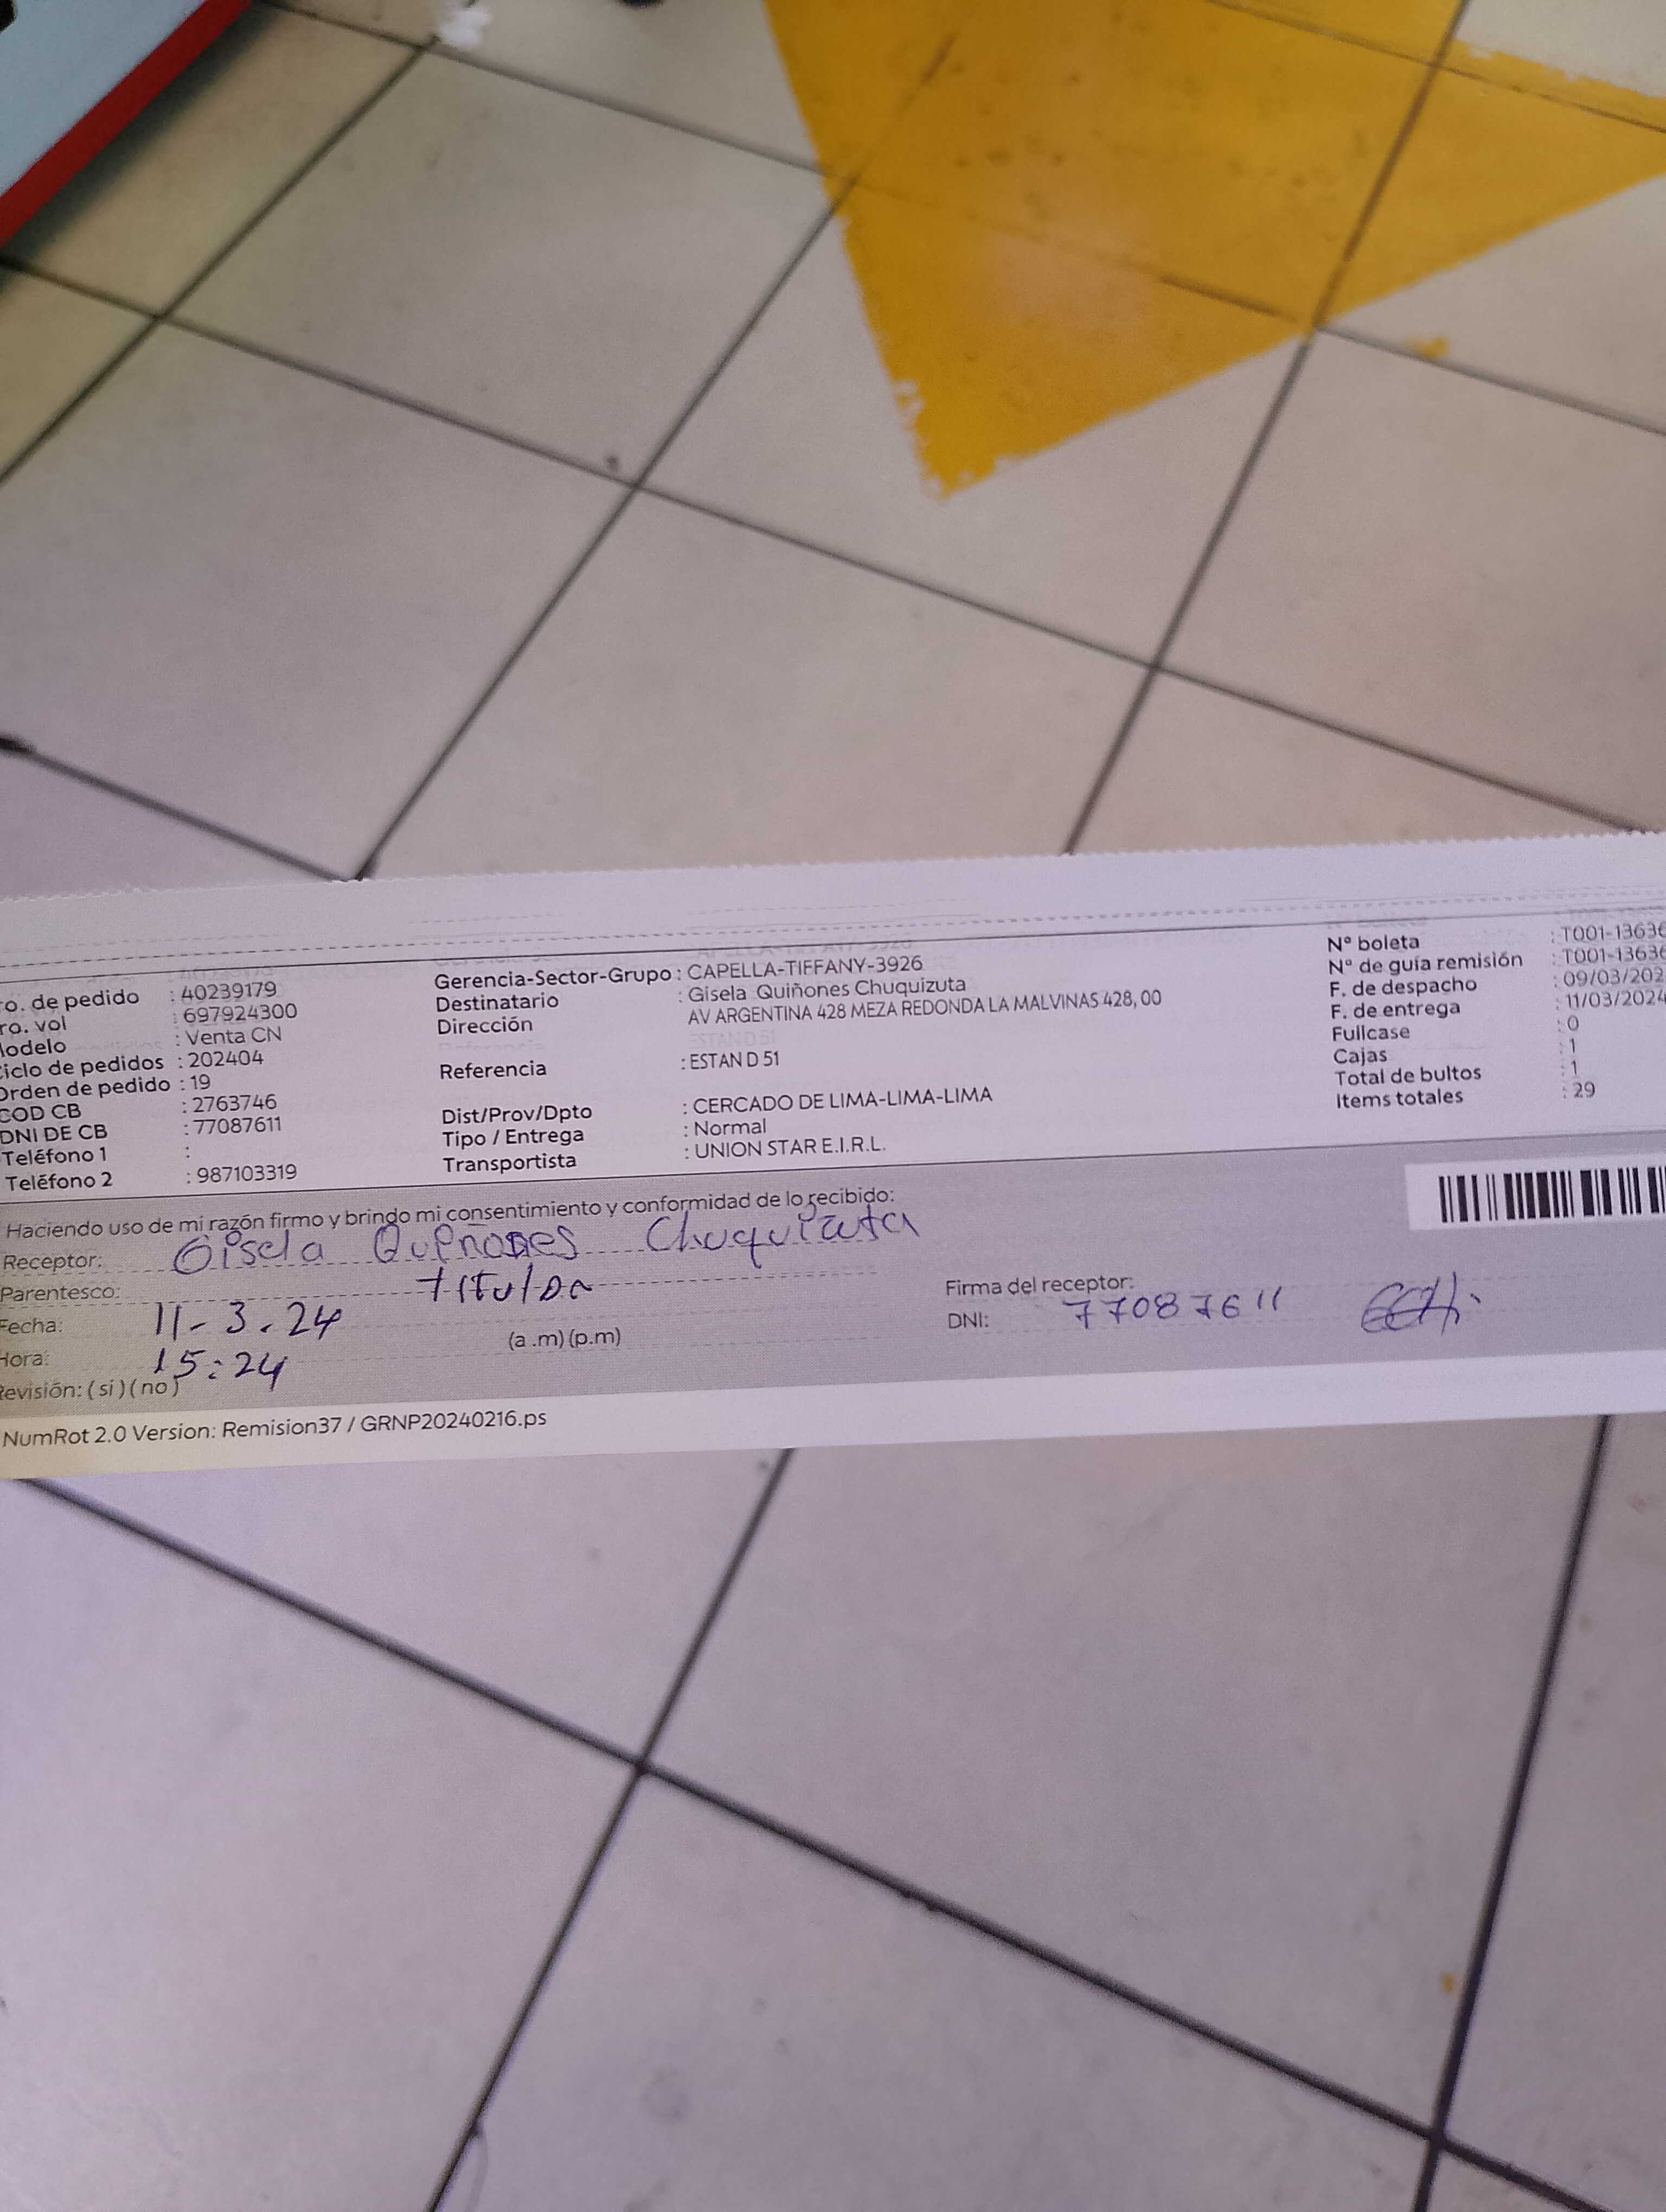 ro. de pedido : 40239179
ro. vol : 697924300
Modelo : Venta CN
Ciclo de pedidos : 202404
Orden de pedido : 19
COD CB : 2763746
DNI DE CB : 77087611
Teléfono 1 :
Teléfono 2 : 987103319
Gerencia-Sector-Grupo : CAPELLA-TIFFANY-3926
Destinatario : Gisela Quiñones Chuquizuta
Dirección AV ARGENTINA 428 MEZA REDONDA LA MALVINAS 428, 00
Referencia : ESTAN D 51
Dist/Prov/Dpto : CERCADO DE LIMA-LIMA-LIMA
Tipo / Entrega : Normal
Transportista : UNION STAR E.I.R.L.
N° boleta : T001-13636
N° de guía remisión : T001-13636
F. de despacho : 09/03/202
F. de entrega : 11/03/2024
Fullcase : 0
Cajas : 1
Total de bultos : 1
Items totales : 29
Haciendo uso de mi razón firmo y brindo mi consentimiento y conformidad de lo recibido:
Receptor: Gisela Quiñones
Parentesco: titular
Fecha: 11-3.24
Hora: 15:24 (a .m) (p.m)
Revisión: ( si ) ( no )
Firma del receptor:
DNI: 77087611
NumRot 2.0 Version: Remision37 / GRNP20240216.ps